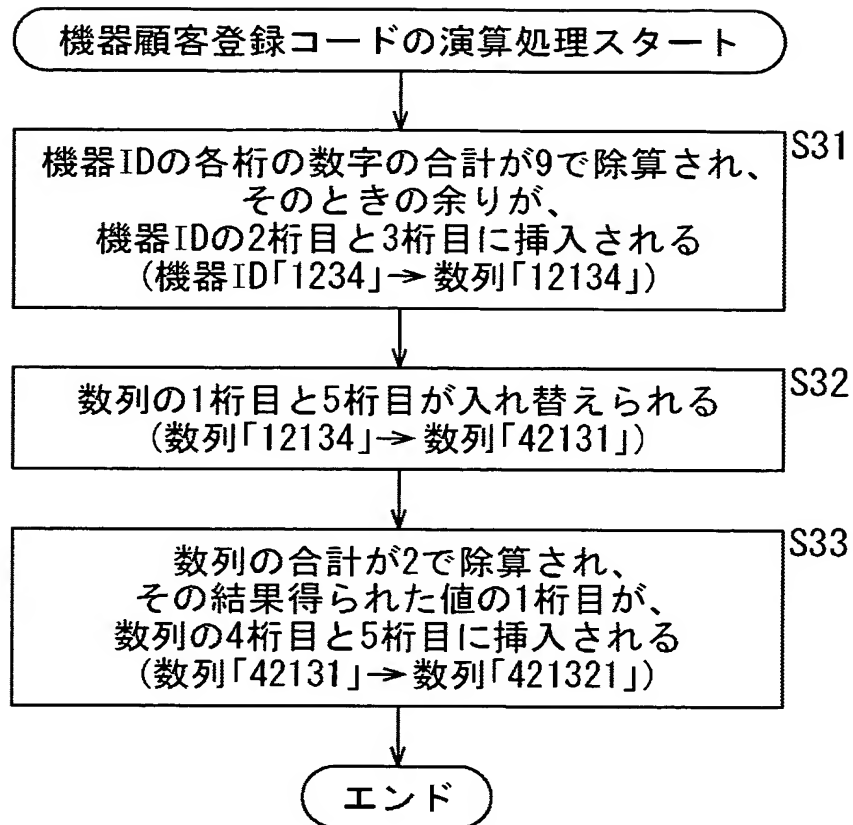 機器顧客登録コードの演算処理スタート
S31
機器IDの各桁の数字の合計が9で除算され、
そのときの余りが、
機器IDの2桁目と3桁目に挿入される
(機器ID「1234」→数列「12134」)
S32
数列の1桁目と5桁目が入れ替えられる
(数列「12134」→数列「42131」)
S33
数列の合計が2で除算され、
その結果得られた値の1桁目が、
数列の4桁目と5桁目に挿入される
(数列「42131」→数列「421321」)
エンド